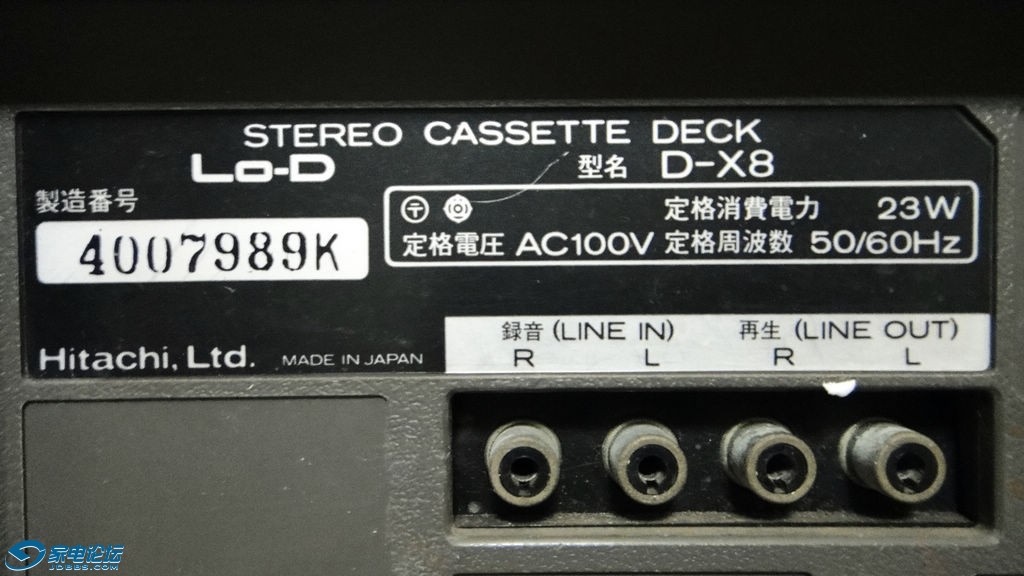 STEREO CASSETTE DECK
Lo-D 型名 D-X8
製造番号
4007989K
定格消費電力 23W
定格電圧 AC100V 定格周波数 50/60Hz
録音 (LINE IN) 再生 (LINE OUT)
R L R L
Hitachi, Ltd. MADE IN JAPAN
家电论坛
JDBBS.COM